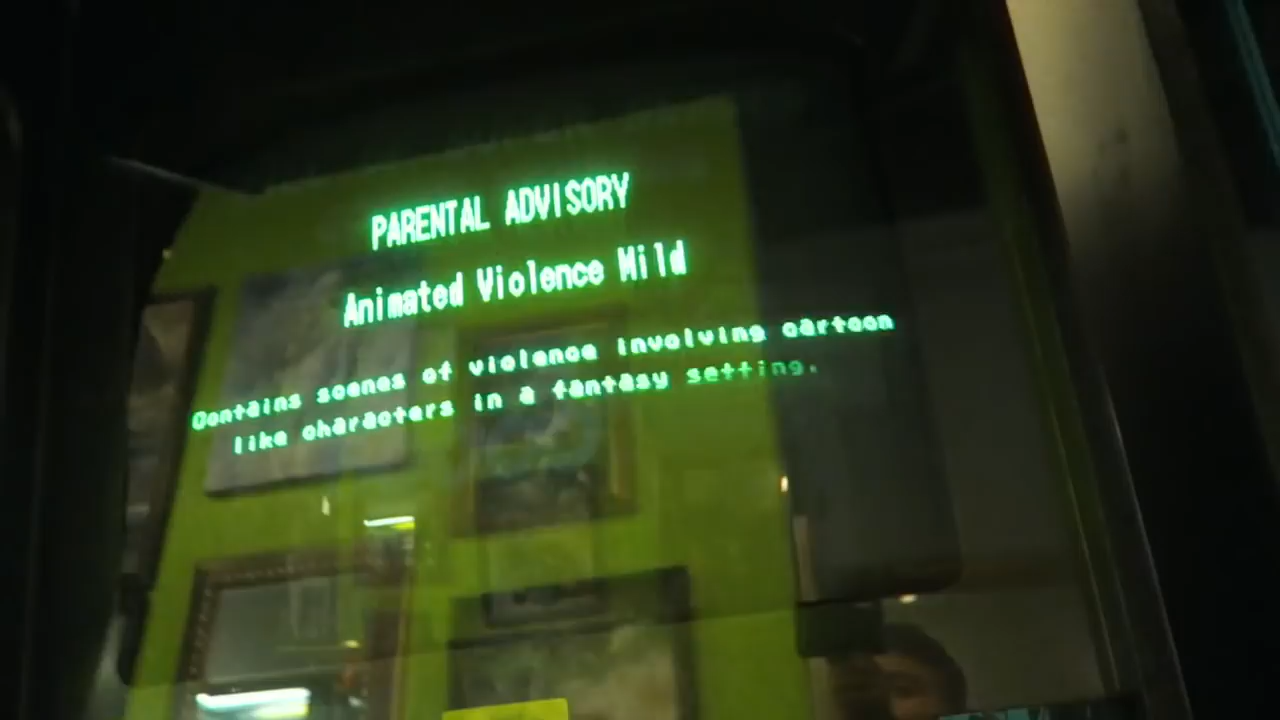 PARENTAL ADVISORY
Animated Violence Mild
Contains scenes of violence involving cartoon
like characters in a fantasy setting.